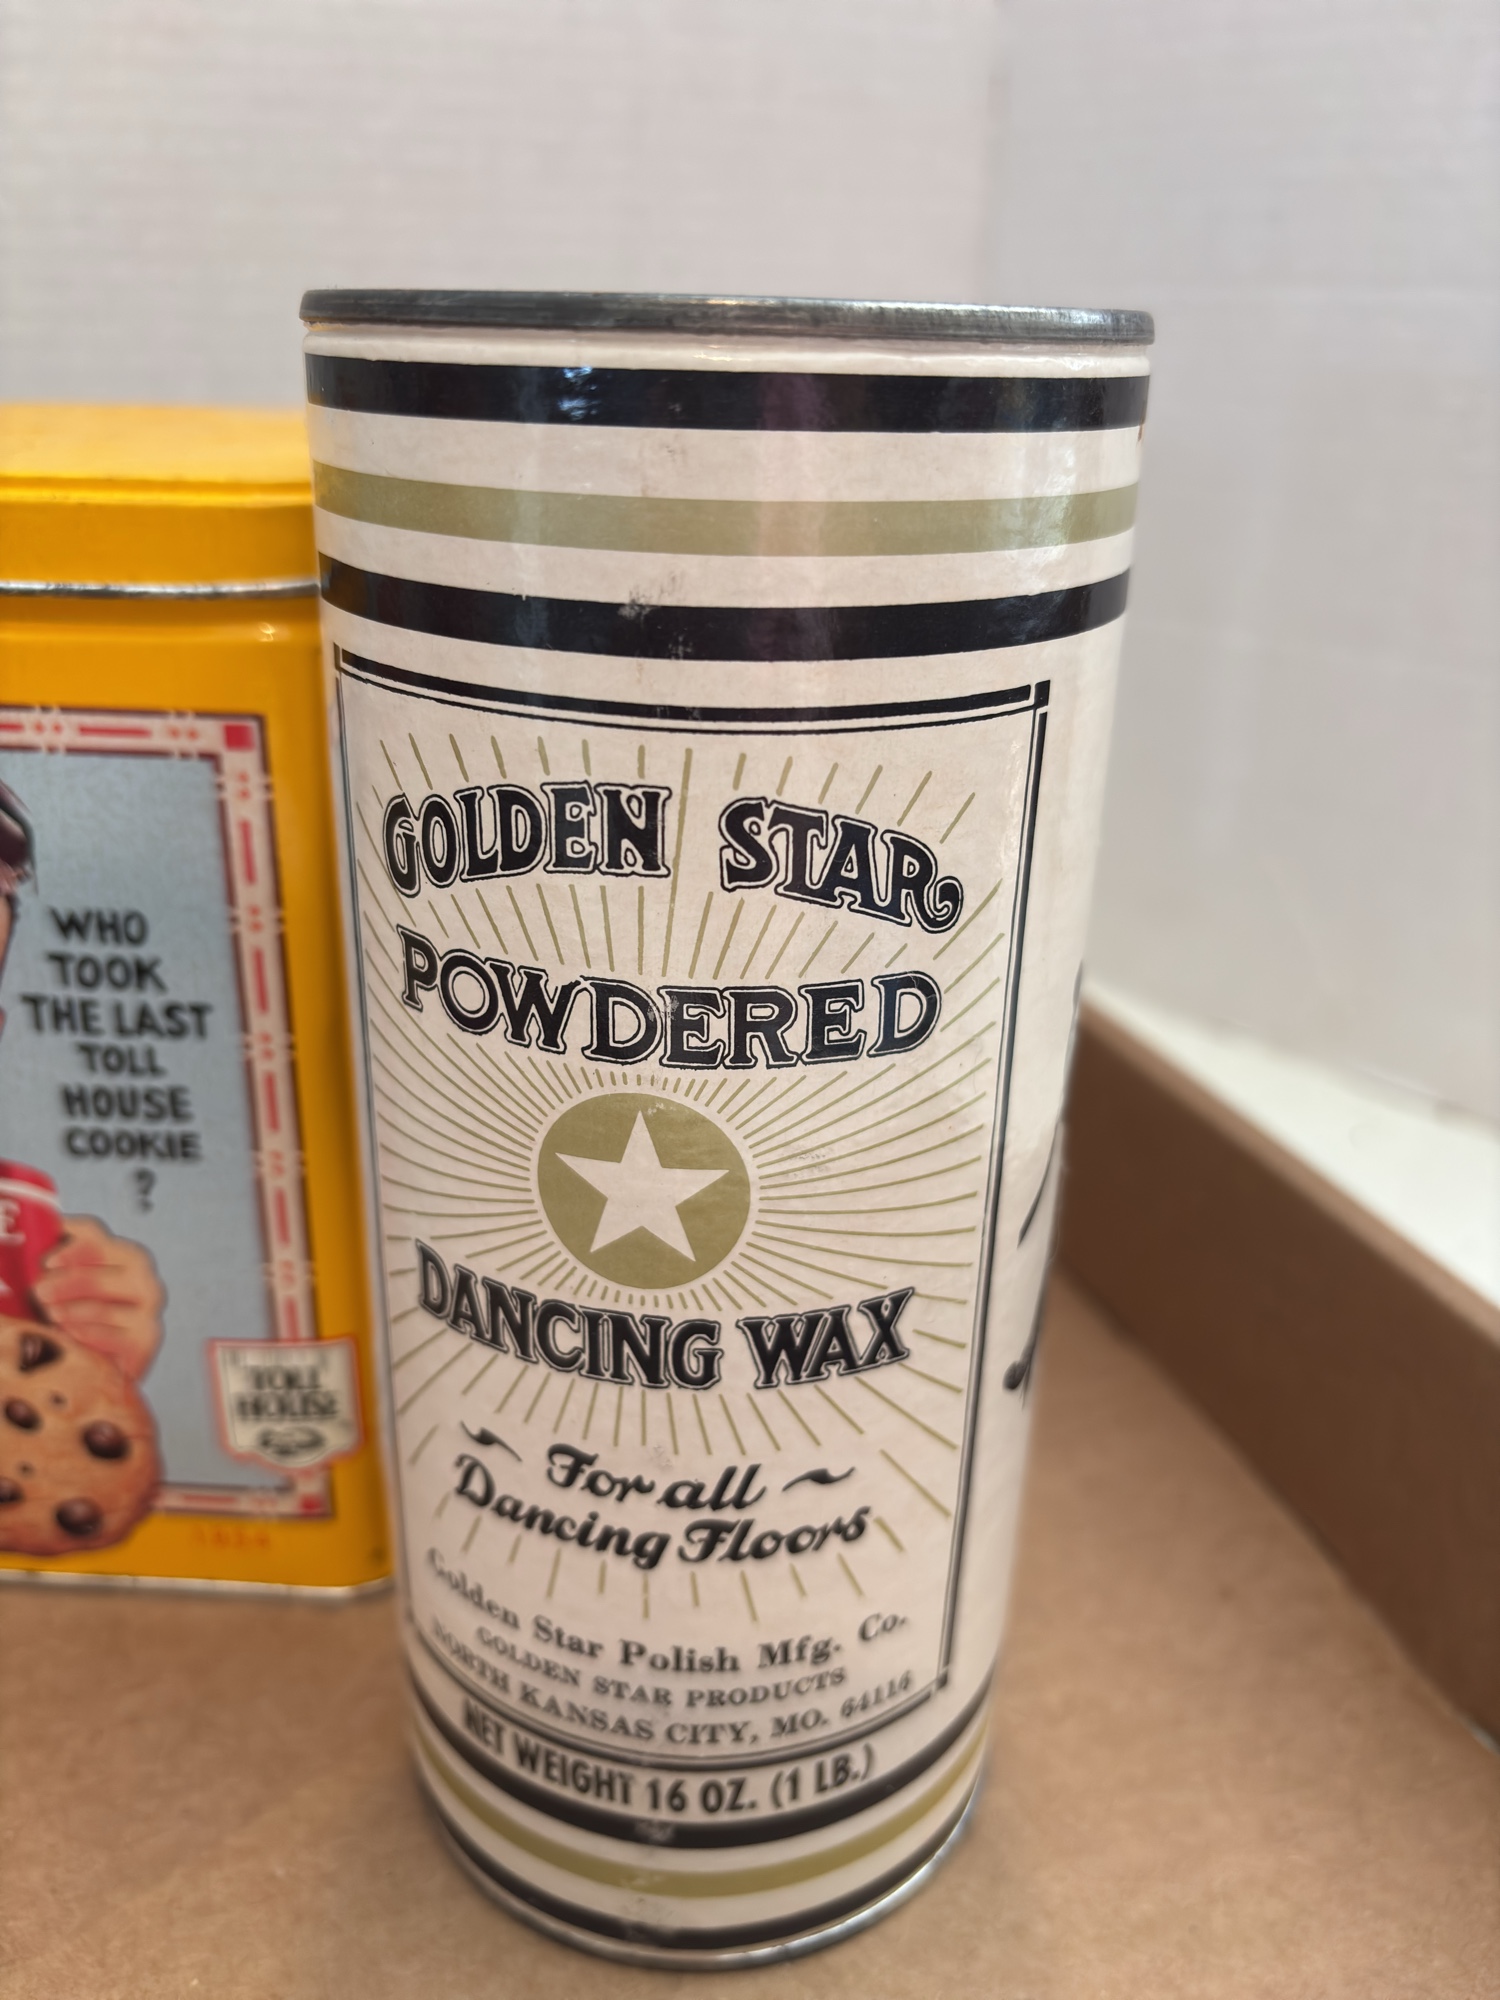 GOLDEN STAR
POWDERED
DANCING WAX
For all
Dancing Floors
Golden Star Polish Mfg. Co.
GOLDEN STAR PRODUCTS
NORTH KANSAS CITY, MO. 64116
NET WEIGHT 16 OZ. (1 LB.)
WHO
TOOK
THE LAST
TOLL
HOUSE
COOKIE
?
E
TOLL
HOUSE